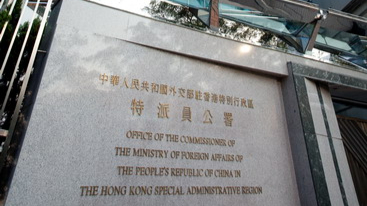 中華人民共和國外交部駐香港特別行政區
特派員公署
OFFICE OF THE COMMISSIONER OF
THE MINISTRY OF FOREIGN AFFAIRS OF
THE PEOPLE'S REPUBLIC OF CHINA IN
THE HONG KONG SPECIAL ADMINISTRATIVE REGION